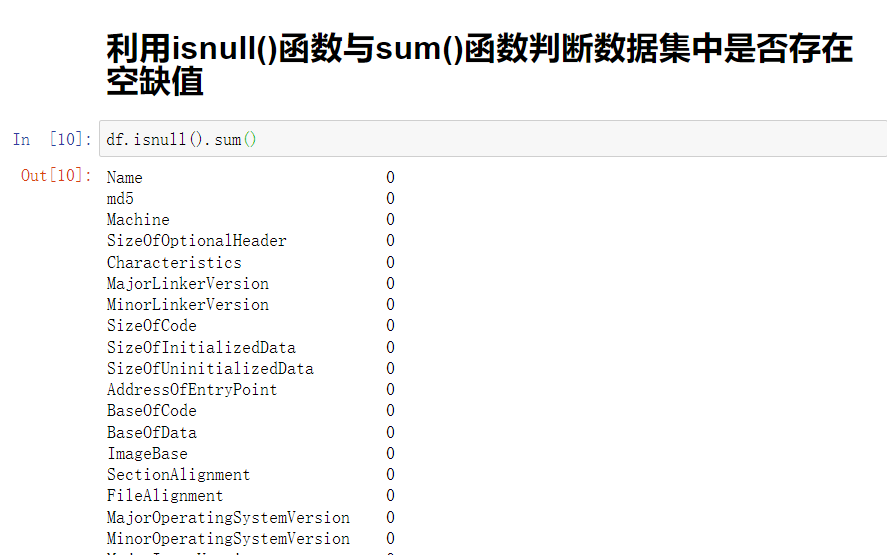 利用isnull()函数与sum()函数判断数据集中是否存在
空缺值
In [10]: df.isnull().sum()
Out[10]: Name 0
md5 0
Machine 0
SizeOfOptionalHeader 0
Characteristics 0
MajorLinkerVersion 0
MinorLinkerVersion 0
SizeOfCode 0
SizeOfInitializedData 0
SizeOfUninitializedData 0
AddressOfEntryPoint 0
BaseOfCode 0
BaseOfData 0
ImageBase 0
SectionAlignment 0
FileAlignment 0
MajorOperatingSystemVersion 0
MinorOperatingSystemVersion 0